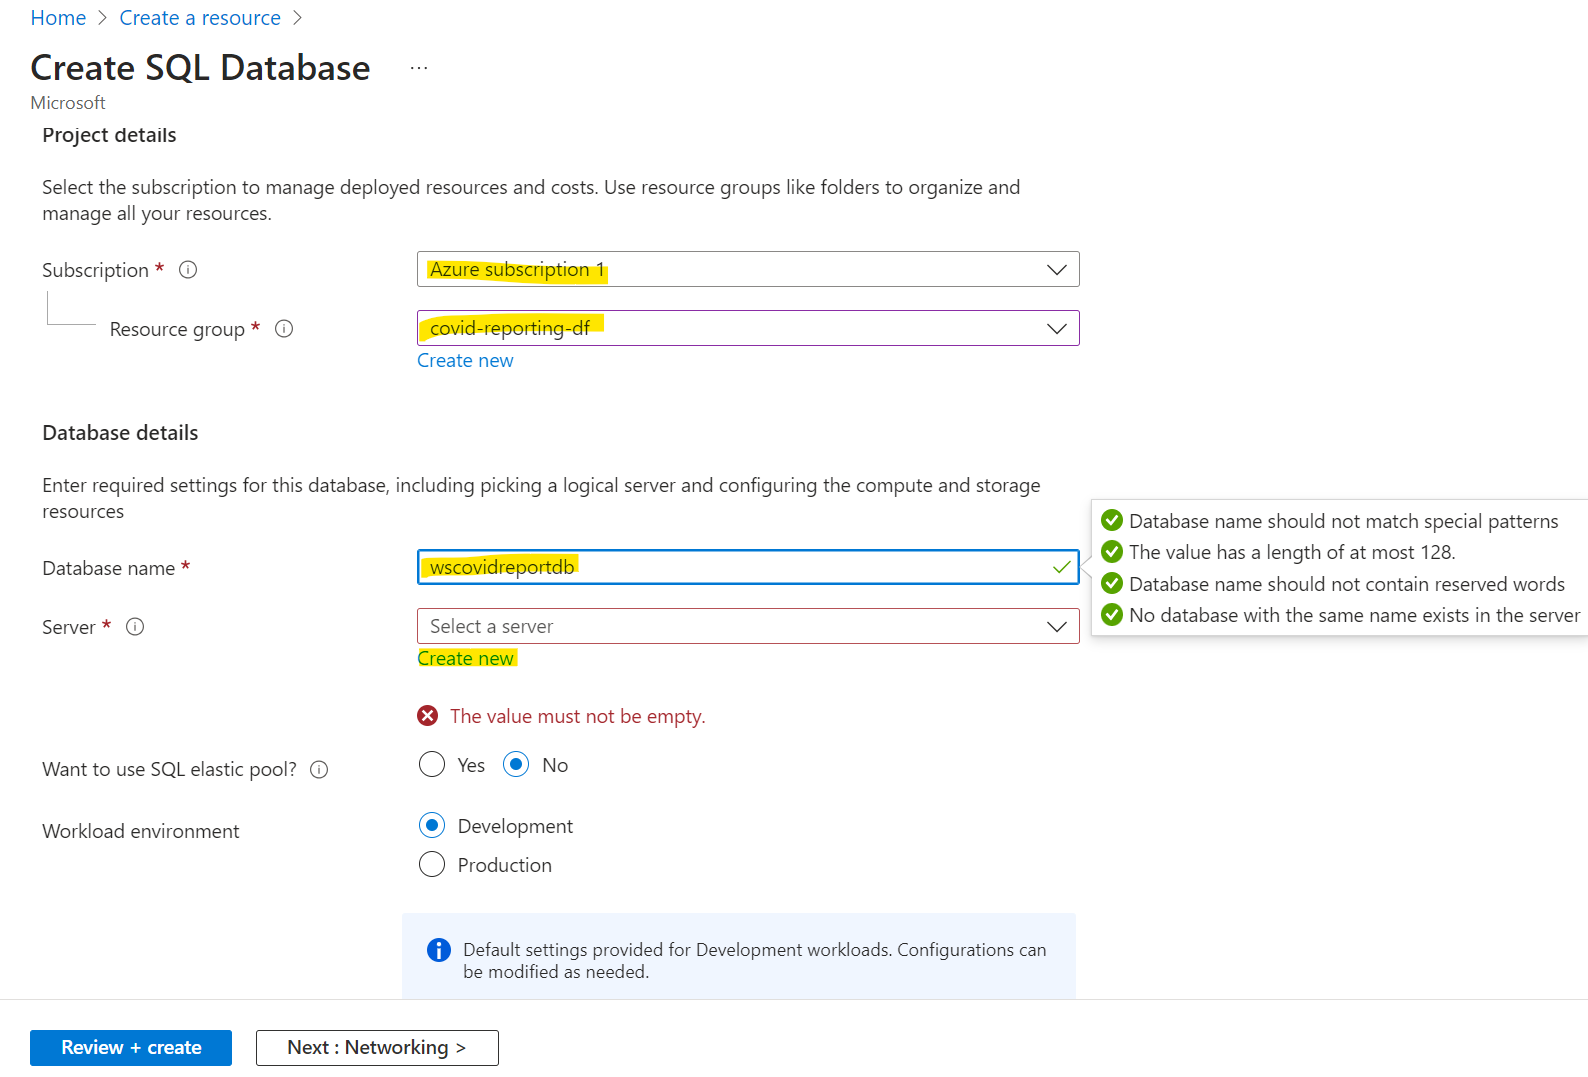 Home > Create a resource >
Create SQL Database ...
Microsoft
Project details
Select the subscription to manage deployed resources and costs. Use resource groups like folders to organize and
manage all your resources.
Subscription *
Azure subscription 1
Resource group *
covid-reporting-df
Create new
Database details
Enter required settings for this database, including picking a logical server and configuring the compute and storage
resources
Database name *
wscovidreportdb
Database name should not match special patterns
The value has a length of at most 128.
Database name should not contain reserved words
No database with the same name exists in the server
Server *
Select a server
Create new
The value must not be empty.
Want to use SQL elastic pool?
Yes
No
Workload environment
Development
Production
Default settings provided for Development workloads. Configurations can
be modified as needed.
Review + create
Next : Networking >